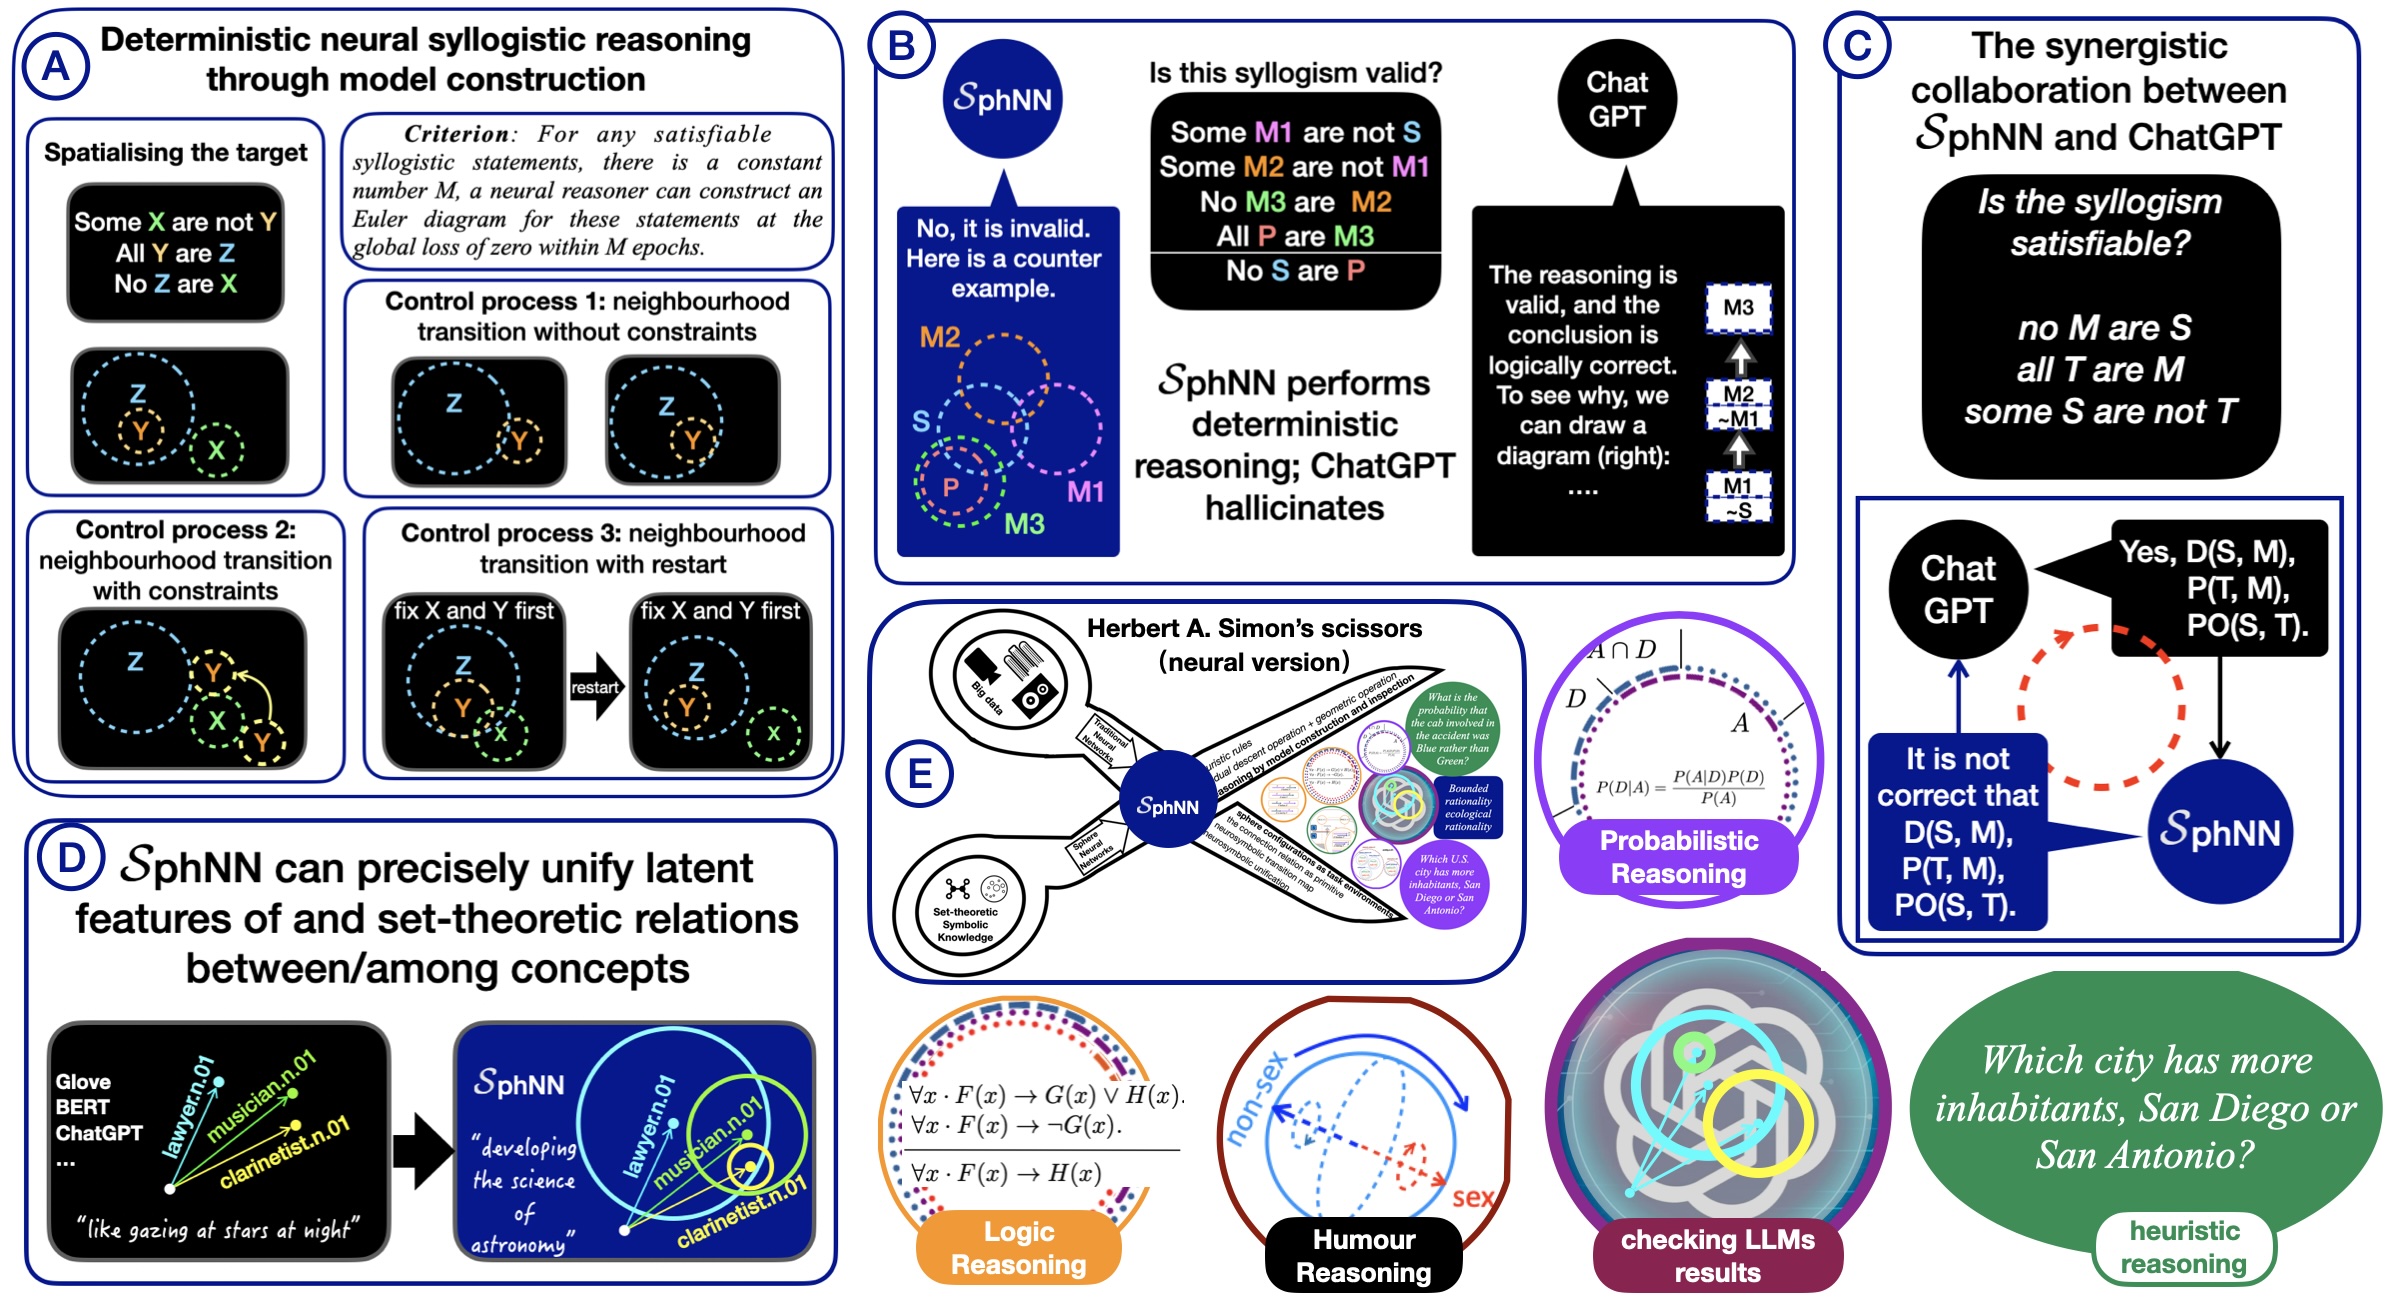 A
Deterministic neural syllogistic reasoning
through model construction
Spatialising the target
Some X are not Y
All Y are Z
No Z are X
Z
Y
X
Criterion: For any satisfiable
syllogistic statements, there is a constant
number M, a neural reasoner can construct an
Euler diagram for these statements at the
global loss of zero within M epochs.
Control process 1: neighbourhood
transition without constraints
Z
Y
Z
Y
Control process 2:
neighbourhood transition
with constraints
Z
Y
X
Y
Control process 3: neighbourhood
transition with restart
fix X and Y first
Z
Y
X
restart
fix X and Y first
Z
Y
X
B
SphNN
No, it is invalid.
Here is a counter
example.
M2
S
P
M1
M3
Is this syllogism valid?
Some M1 are not S
Some M2 are not M1
No M3 are M2
All P are M3
No S are P
SphNN performs
deterministic
reasoning; ChatGPT
hallicinates
Chat
GPT
The reasoning is
valid, and the
conclusion is
logically correct.
To see why, we
can draw a
diagram (right):
....
M3
M2
~M1
M1
~S
C
The synergistic
collaboration between
SphNN and ChatGPT
Is the syllogism
satisfiable?
no M are S
all T are M
some S are not T
Chat
GPT
Yes, D(S, M),
P(T, M),
PO(S, T).
It is not
correct that
D(S, M),
P(T, M),
PO(S, T).
SphNN
D
SphNN can precisely unify latent
features of and set-theoretic relations
between/among concepts
Glove
BERT
ChatGPT
...
lawyer.n.01
musician.n.01
clarinetist.n.01
“like gazing at stars at night”
SphNN
“developing
the science
of
astronomy”
lawyer.n.01
musician.n.01
clarinetist.n.01
E
Herbert A. Simon’s scissors
(neural version)
Big data
Traditional
Neural
Networks
Sphere
Neural
Networks
Set-theoretic
Symbolic
Knowledge
SphNN
uristic rules
dual descent operation + geometric operation
asoning by model construction and inspection
sphere configurations as task environments
the connection relation as primitive
neurosymbolic transition map
neurosymbolic unification
What is the
probability that
the cab involved in
the accident was
Blue rather than
Green?
Bounded
rationality
ecological
rationality
Which U.S.
city has more
inhabitants, San
Diego or San
Antonio?
A ∩ D
D
A
P(D|A) = P(A|D)P(D) / P(A)
Probabilistic
Reasoning
∀x · F(x) → G(x) ∨ H(x).
∀x · F(x) → ¬G(x).
∀x · F(x) → H(x)
Logic
Reasoning
non-sex
sex
Humour
Reasoning
checking LLMs
results
Which city has more
inhabitants, San Diego or
San Antonio?
heuristic
reasoning